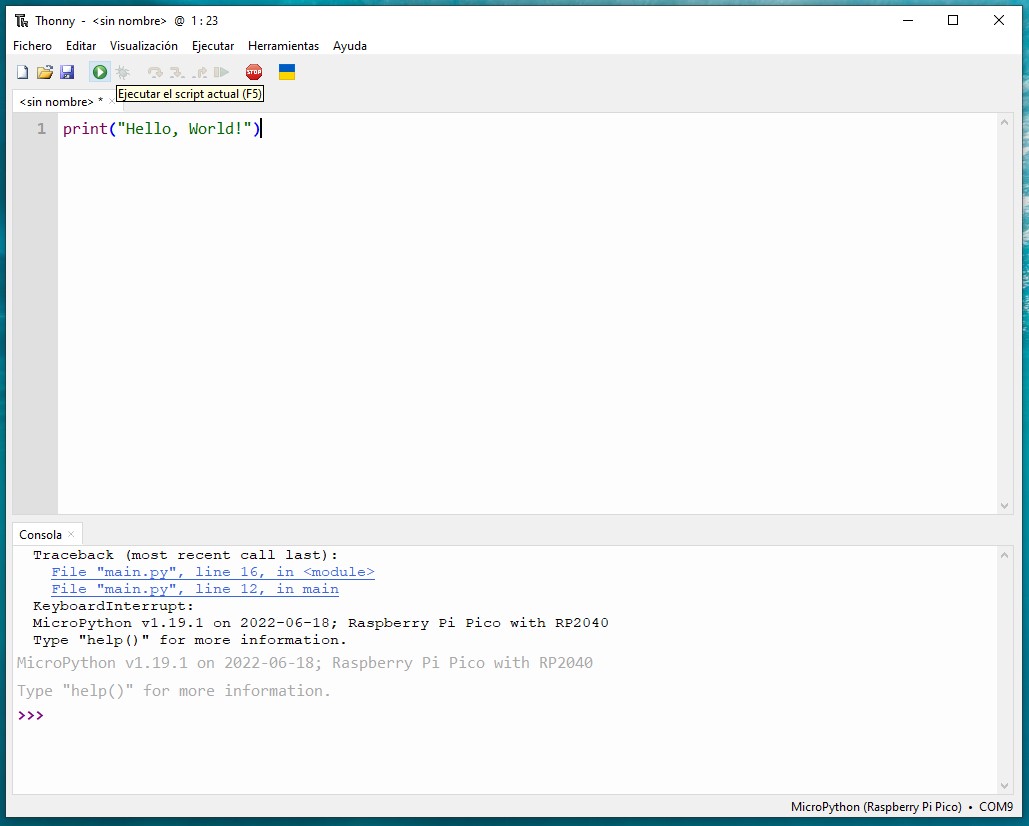 Thonny - <sin nombre> @ 1 : 23
Fichero Editar Visualización Ejecutar Herramientas Ayuda
STOP
Ejecutar el script actual (F5)
<sin nombre> *
1 print("Hello, World!")
Consola
Traceback (most recent call last):
File "main.py", line 16, in <module>
File "main.py", line 12, in main
KeyboardInterrupt:
MicroPython v1.19.1 on 2022-06-18; Raspberry Pi Pico with RP2040
Type "help()" for more information.
MicroPython v1.19.1 on 2022-06-18; Raspberry Pi Pico with RP2040
Type "help()" for more information.
>>>
MicroPython (Raspberry Pi Pico) • COM9